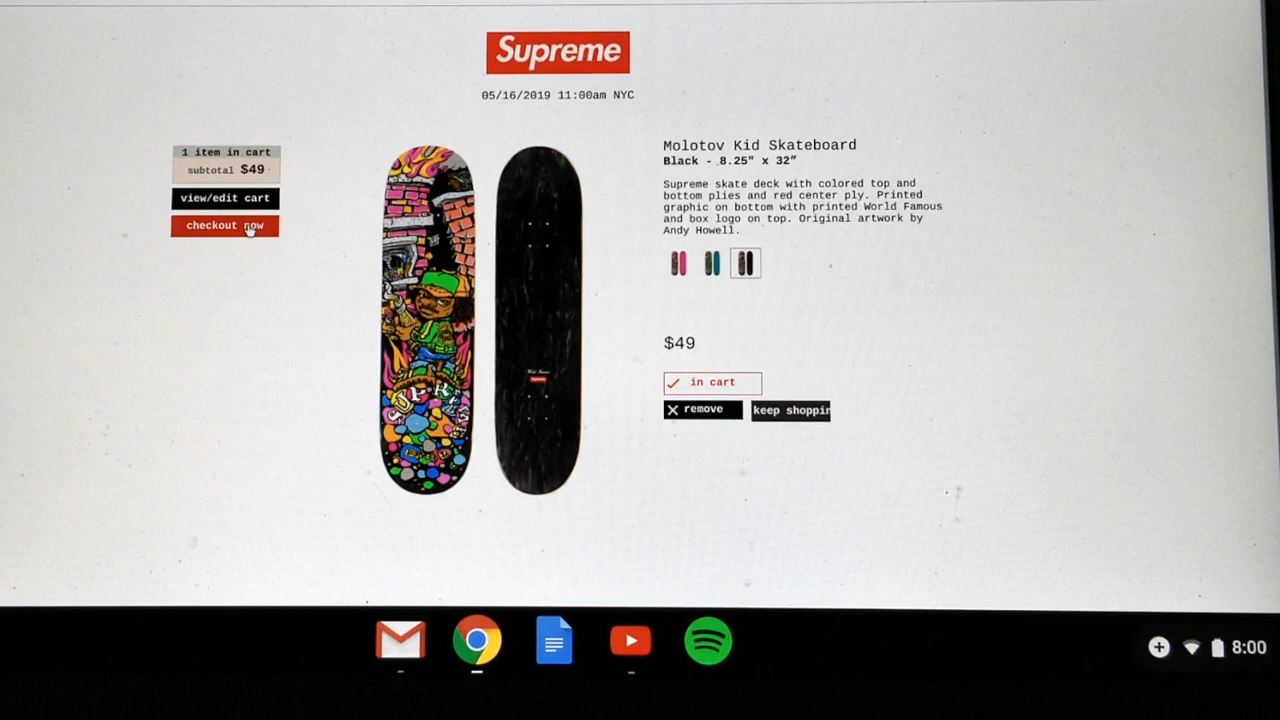 Supreme
05/16/2019 11:00am NYC
1 item in cart
subtotal $49
view/edit cart
checkout now
Molotov Kid Skateboard
Black - 8.25" x 32”
Supreme skate deck with colored top and
bottom plies and red center ply. Printed
graphic on bottom with printed World Famous
and box logo on top. Original artwork by
Andy Howell.
$49
in cart
remove
keep shoppin
8:00